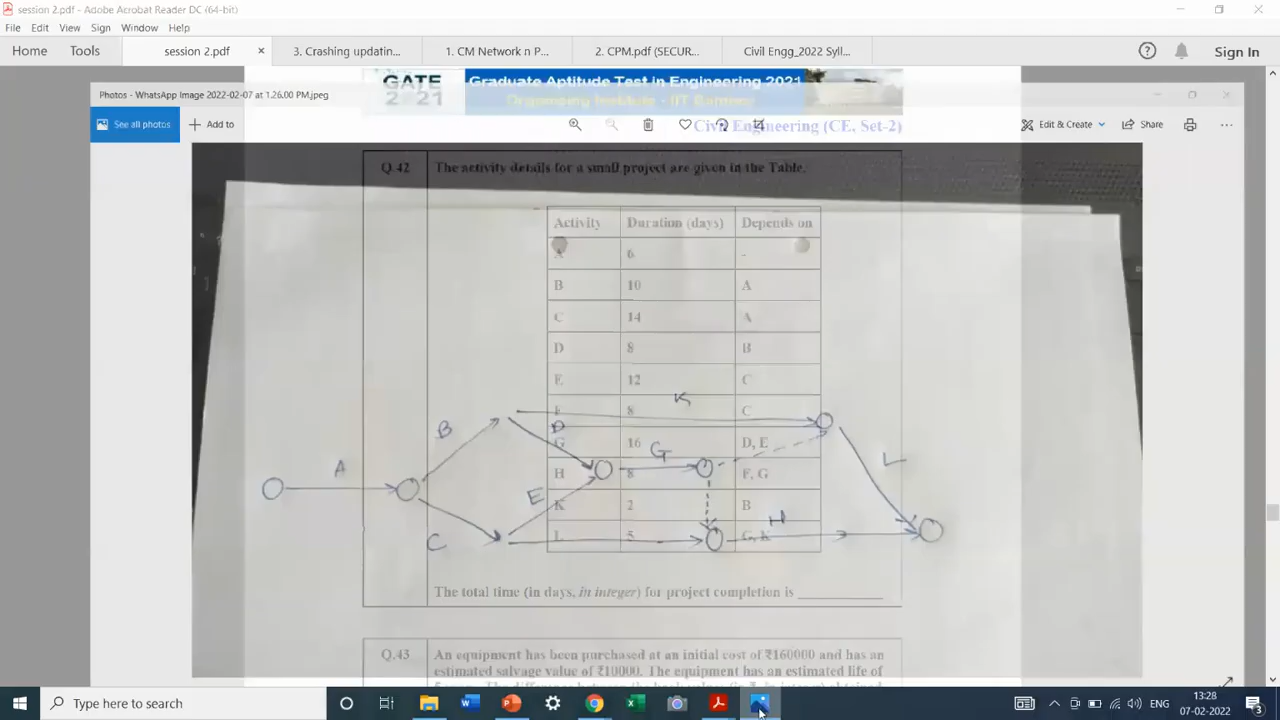 session 2.pdf - Adobe Acrobat Reader DC (64-bit)
File Edit View Sign Window Help
Home Tools session 2.pdf × 3. Crashing updatin... 1. CM Network n P... 2. CPM.pdf (SECUR... Civil Engg_2022 Syll... Sign In
GATE Graduate Aptitude Test in Engineering 2021
2021 Organising Institute - IIT
Photos - WhatsApp Image 2022-02-07 at 1.26.00 PM.jpeg
See all photos + Add to Civil Engineering (CE, Set-2) Edit & Create Share
Q.42 The activity details for a small project are given in the Table.
Activity Duration (days) Depends on
A 6 -
B 10 A
C 14 A
D 8 B
E 12 C
K
F 8 C
B D
G 16 D, E
G L
A H 8 F, G
E K 2 B
H
C L 5 G, K
The total time (in days, in integer) for project completion is ________
Q.43 An equipment has been purchased at an initial cost of ₹160000 and has an
estimated salvage value of ₹10000. The equipment has an estimated life of
Type here to search
ENG 13:28
07-02-2022 3